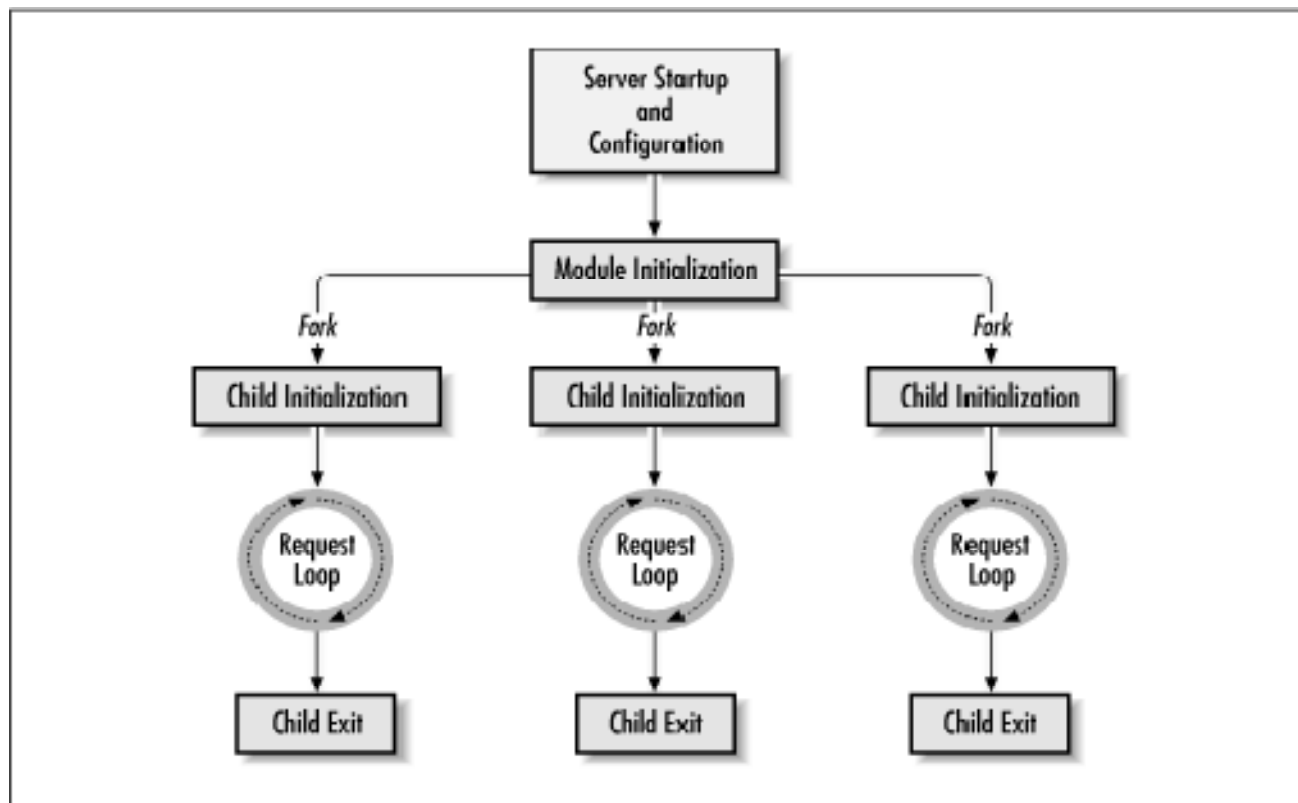 Server Startup
and
Configuration
Module Initialization
Fork
Fork
Fork
Child Initialization
Child Initialization
Child Initialization
Request
Loop
Request
Loop
Request
Loop
Child Exit
Child Exit
Child Exit